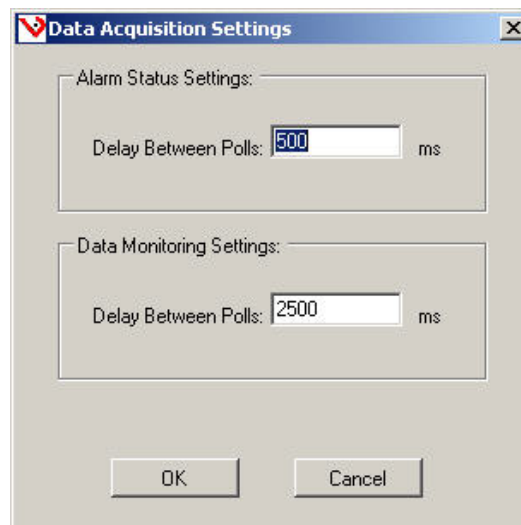 Data Acquisition Settings
Alarm Status Settings:
Delay Between Polls: 500 ms
Data Monitoring Settings:
Delay Between Polls: 2500 ms
OK Cancel